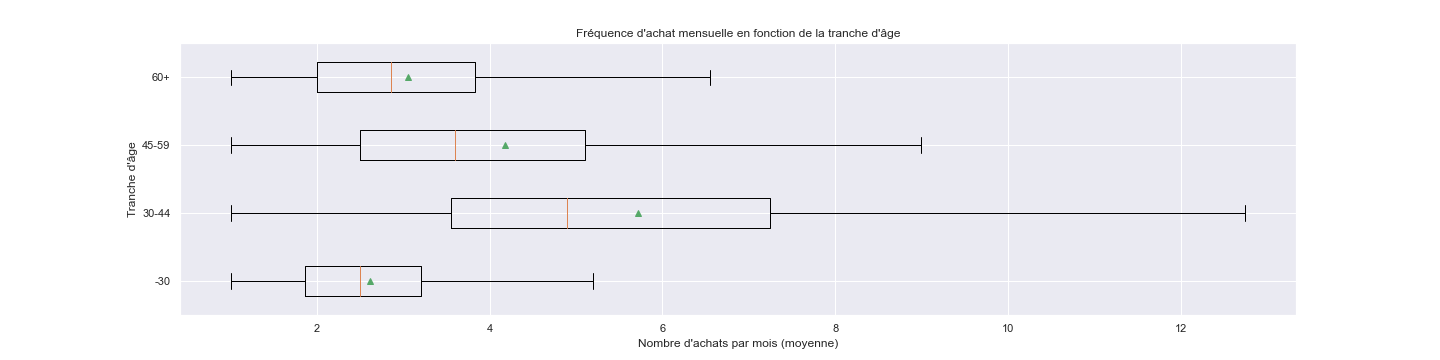 Fréquence d'achat mensuelle en fonction de la tranche d'âge
Tranche d'âge
60+
45-59
30-44
-30
2 4 6 8 10 12
Nombre d'achats par mois (moyenne)